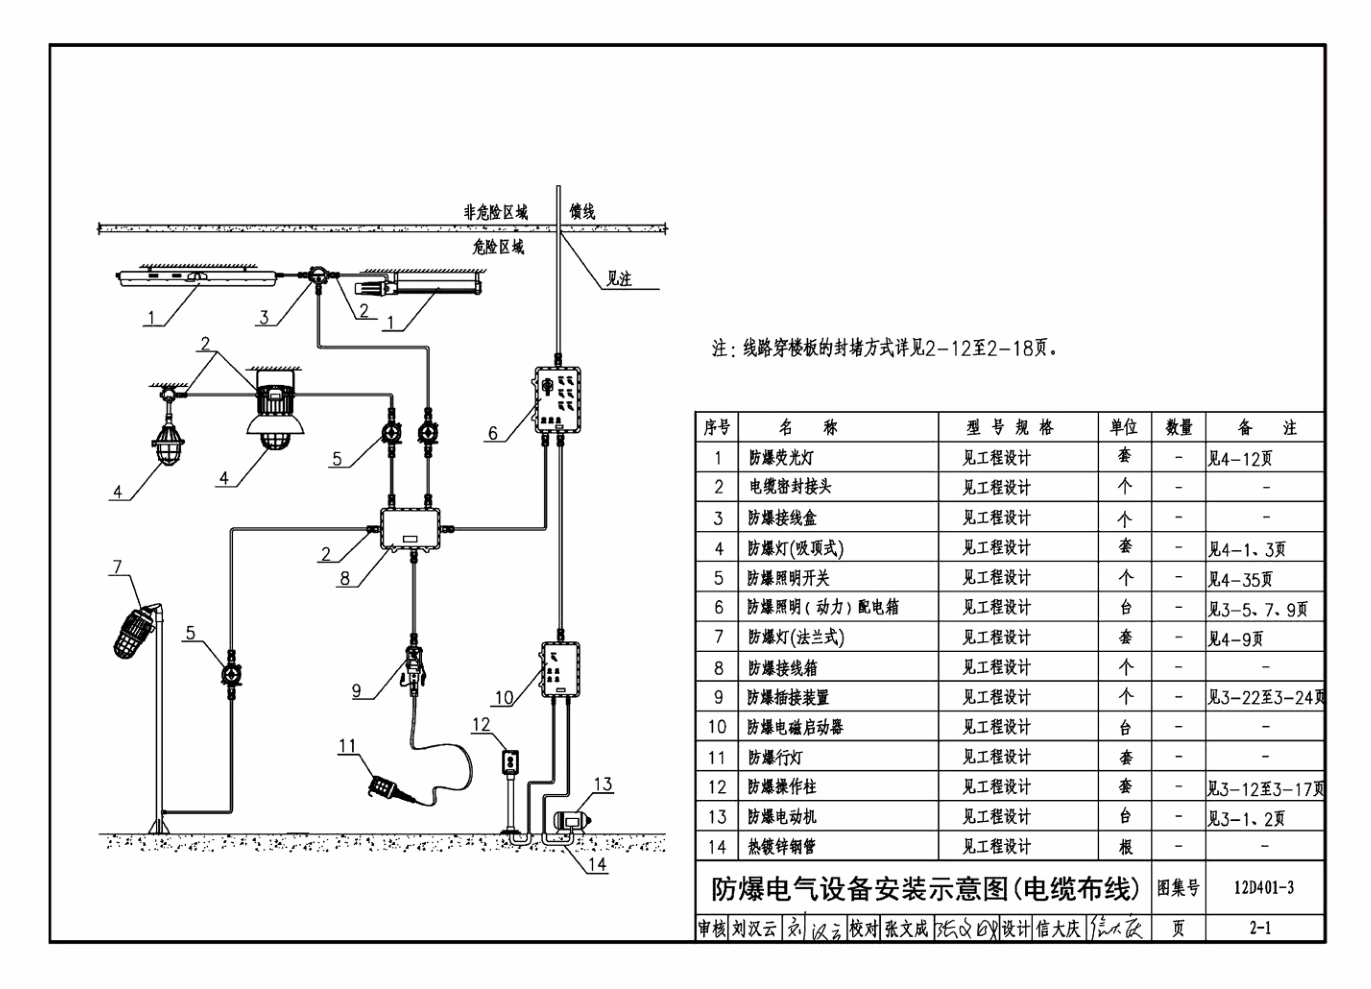 非危险区域 馈线
危险区域
见注
1
3
2
1
2
4
4
5
6
2
8
7
5
9
10
11
12
13
14
注：线路穿楼板的封堵方式详见2-12至2-18页。
序号 名 称 型 号 规 格 单位 数量 备 注
1 防爆荧光灯 见工程设计 套 - 见4-12页
2 电缆密封接头 见工程设计 个 - -
3 防爆接线盒 见工程设计 个 - -
4 防爆灯(吸顶式) 见工程设计 套 - 见4-1、3页
5 防爆照明开关 见工程设计 个 - 见4-35页
6 防爆照明(动力)配电箱 见工程设计 台 - 见3-5、7、9页
7 防爆灯(法兰式) 见工程设计 套 - 见4-9页
8 防爆接线箱 见工程设计 个 - -
9 防爆插接装置 见工程设计 个 - 见3-22至3-24页
10 防爆电磁启动器 见工程设计 台 - -
11 防爆行灯 见工程设计 套 - -
12 防爆操作柱 见工程设计 套 - 见3-12至3-17页
13 防爆电动机 见工程设计 台 - 见3-1、2页
14 热镀锌钢管 见工程设计 根 - -
防爆电气设备安装示意图(电缆布线) 图集号 12D401-3
审核 刘汉云 刘汉云 校对 张文成 设计 信大庆 信大庆 页 2-1